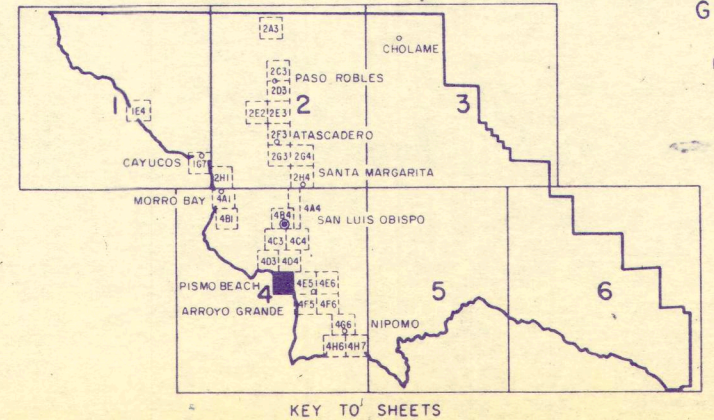 G
2A3
CHOLAME
2C3
PASO ROBLES
2D3
1
1E4
2E2 2E3
2
3
2F3
ATASCADERO
2G3 2G4
CAYUCOS
1G7
2H1
2H4
SANTA MARGARITA
MORRO BAY
4A1
4A4
4B1
4B4
SAN LUIS OBISPO
4C3 4C4
4D3 4D4
PISMO BEACH
4
4E5 4E6
5
6
ARROYO GRANDE
4F5 4F6
4G6
NIPOMO
4H6 4H7
KEY TO SHEETS